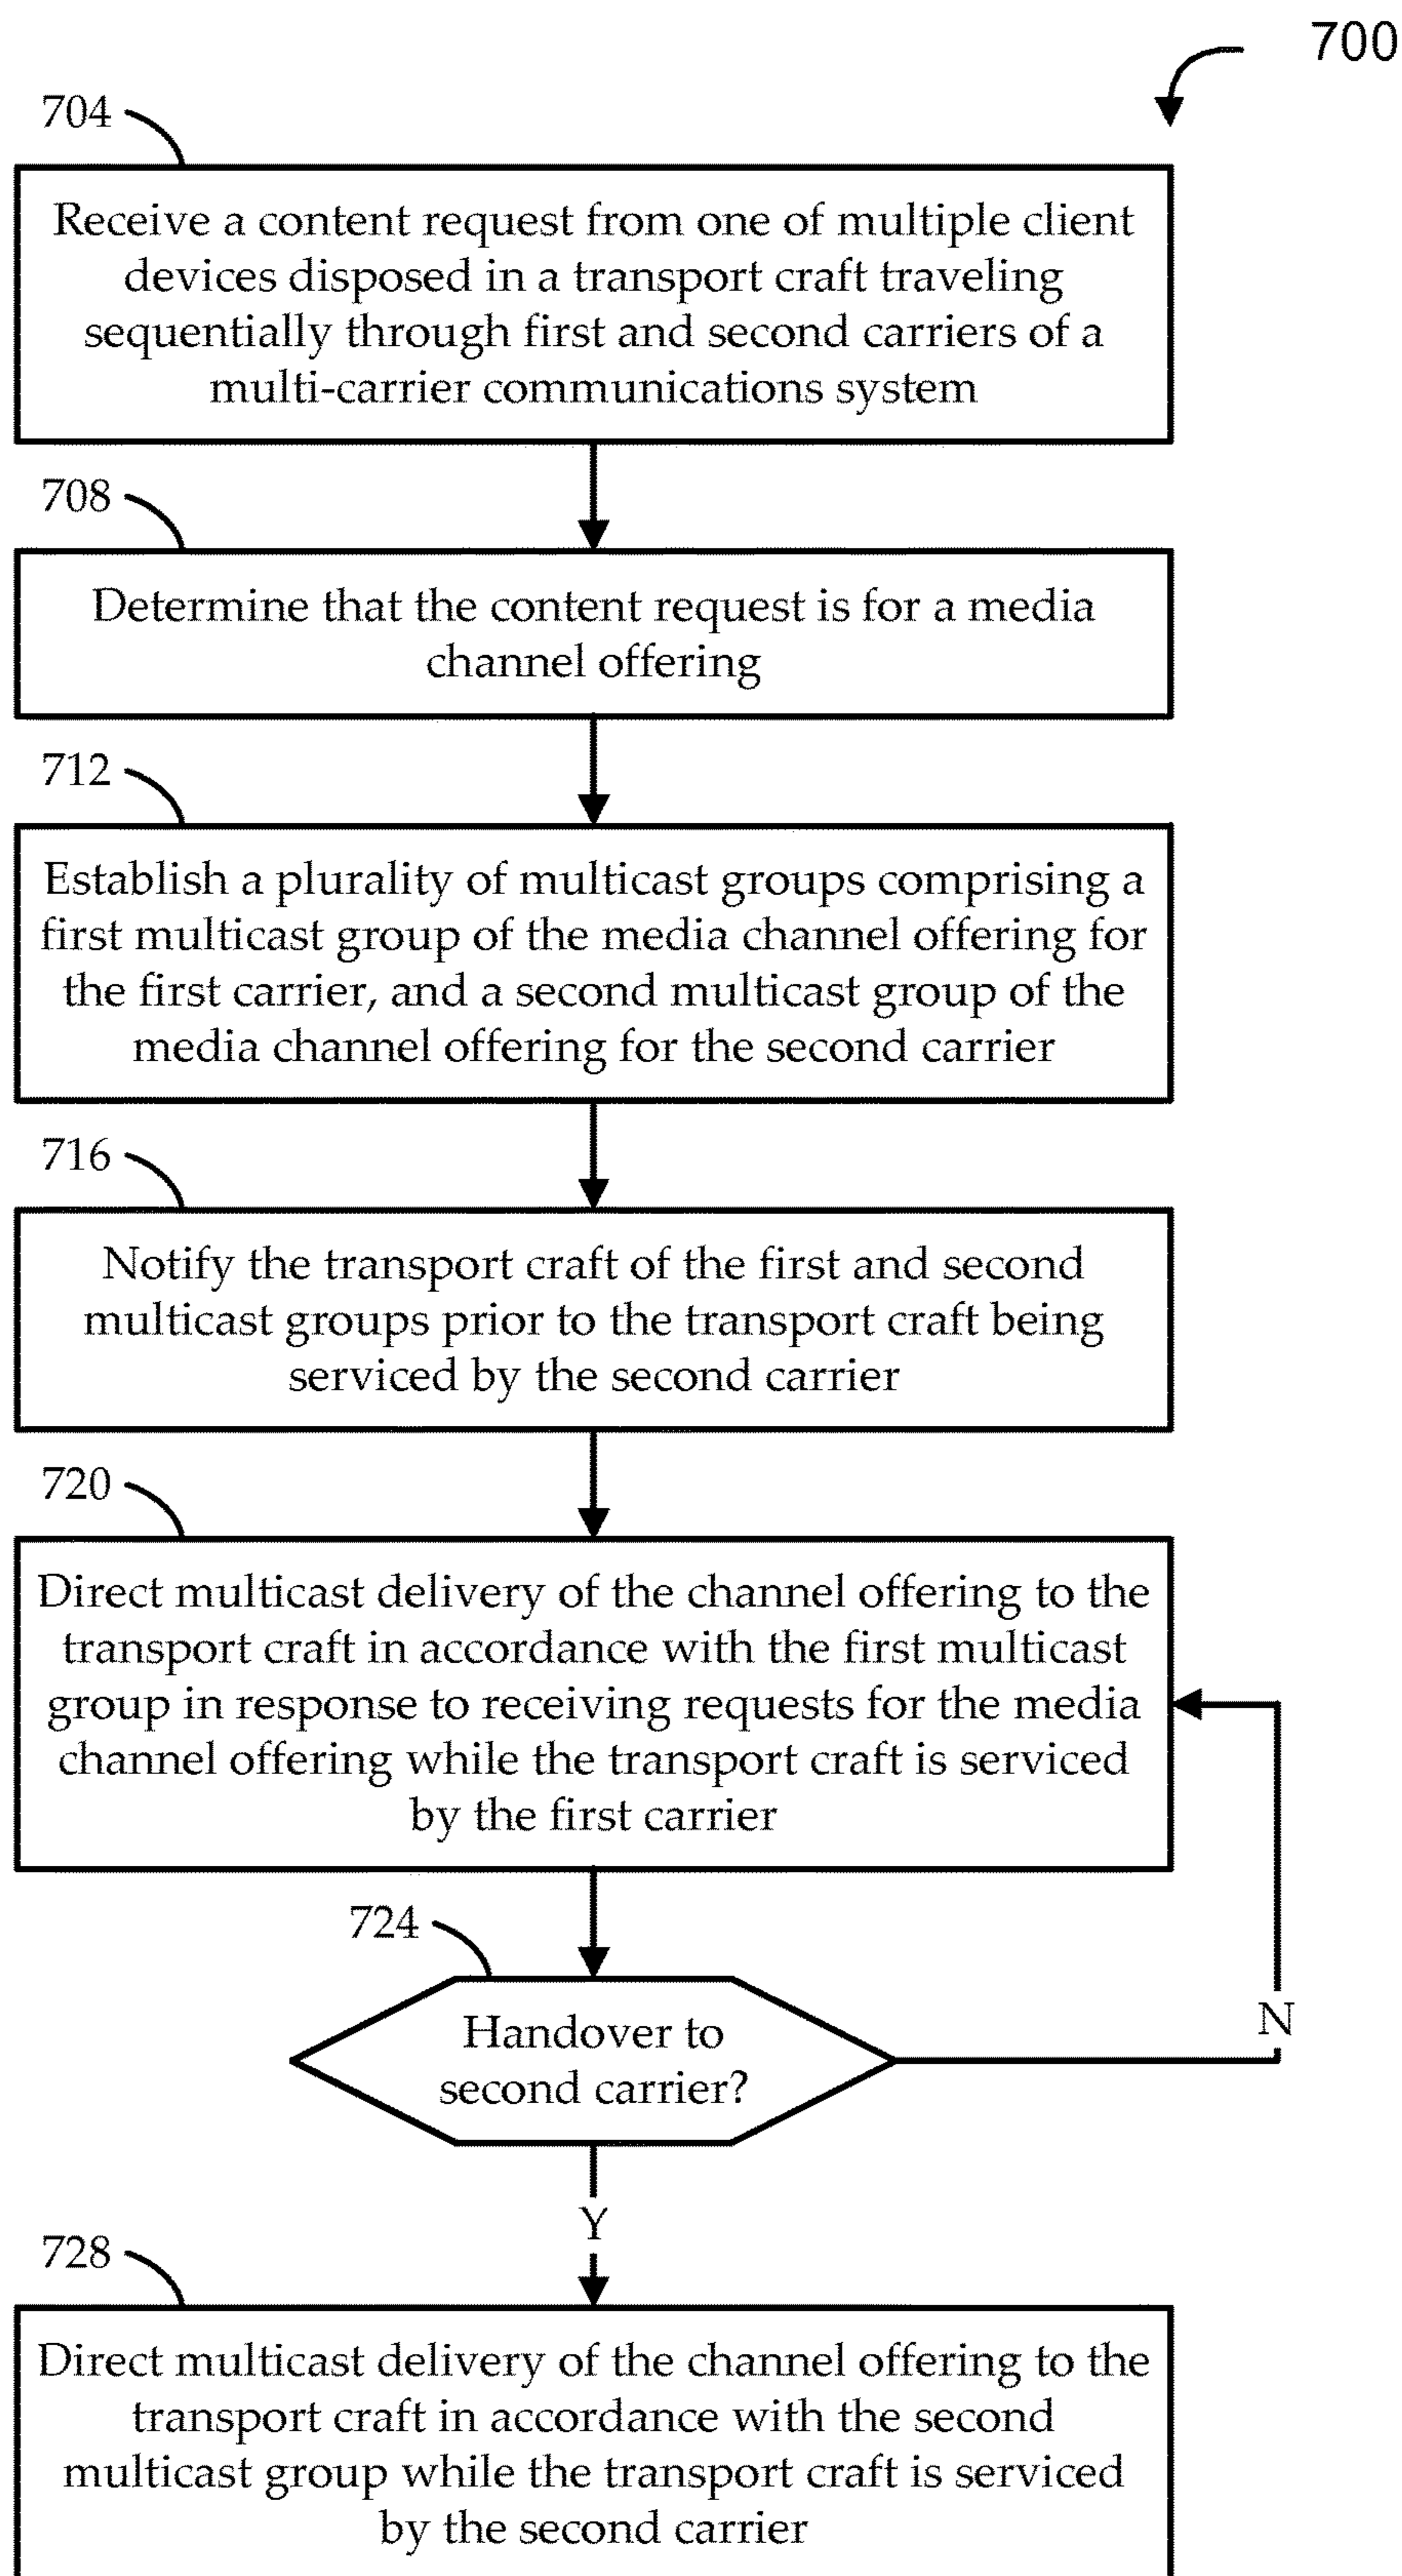 700
704
Receive a content request from one of multiple client
devices disposed in a transport craft traveling
sequentially through first and second carriers of a
multi-carrier communications system
708
Determine that the content request is for a media
channel offering
712
Establish a plurality of multicast groups comprising a
first multicast group of the media channel offering for
the first carrier, and a second multicast group of the
media channel offering for the second carrier
716
Notify the transport craft of the first and second
multicast groups prior to the transport craft being
serviced by the second carrier
720
Direct multicast delivery of the channel offering to the
transport craft in accordance with the first multicast
group in response to receiving requests for the media
channel offering while the transport craft is serviced
by the first carrier
724
Handover to
second carrier?
N
Y
728
Direct multicast delivery of the channel offering to the
transport craft in accordance with the second
multicast group while the transport craft is serviced
by the second carrier